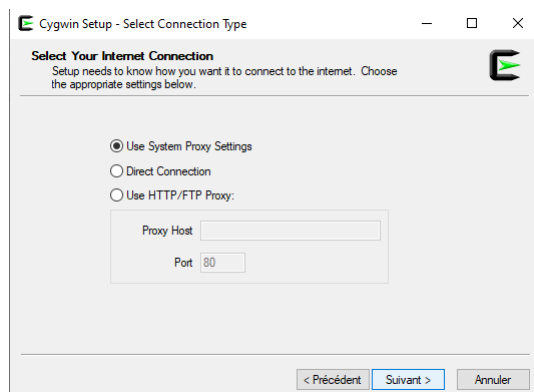 Cygwin Setup - Select Connection Type
Select Your Internet Connection
Setup needs to know how you want it to connect to the internet. Choose
the appropriate settings below.
Use System Proxy Settings
Direct Connection
Use HTTP/FTP Proxy:
Proxy Host
Port 80
< Précédent Suivant > Annuler